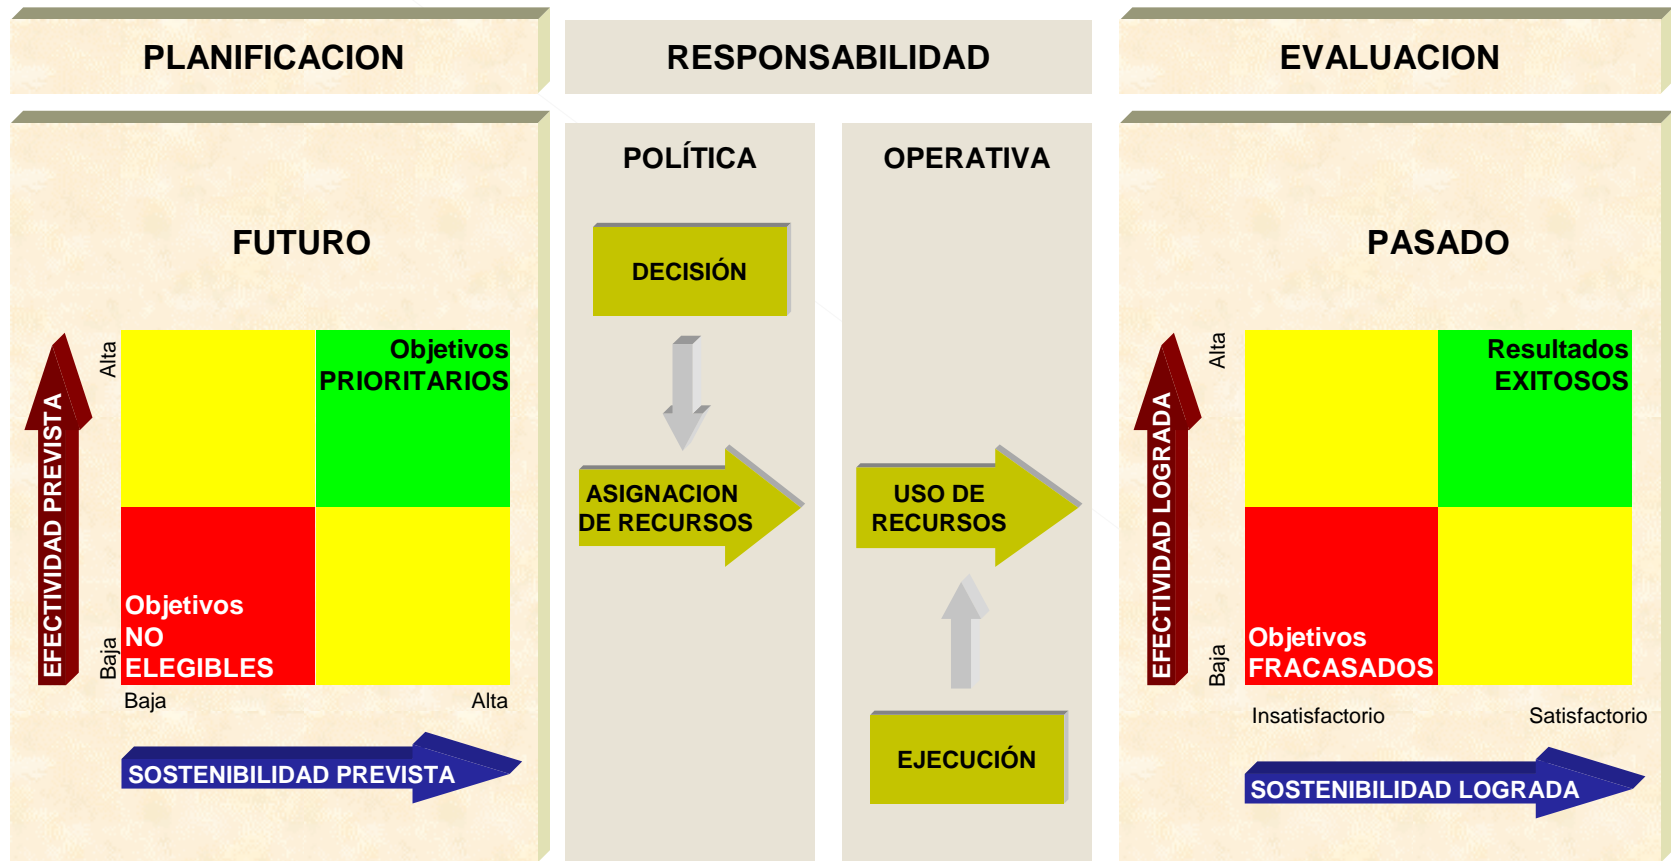 PLANIFICACION
RESPONSABILIDAD
EVALUACION
FUTURO
EFECTIVIDAD PREVISTA
Alta
Baja
Objetivos
PRIORITARIOS
Objetivos
NO
ELEGIBLES
Baja
Alta
SOSTENIBILIDAD PREVISTA
POLÍTICA
DECISIÓN
ASIGNACION
DE RECURSOS
OPERATIVA
USO DE
RECURSOS
EJECUCIÓN
PASADO
EFECTIVIDAD LOGRADA
Alta
Baja
Resultados
EXITOSOS
Objetivos
FRACASADOS
Insatisfactorio
Satisfactorio
SOSTENIBILIDAD LOGRADA